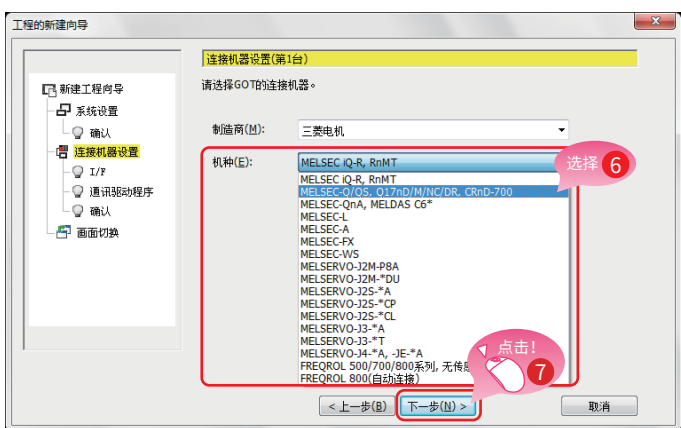 工程的新建向导
连接机器设置(第1台)
请选择GOT的连接机器。
新建工程向导
系统设置
确认
连接机器设置
I/F
通讯驱动程序
确认
画面切换
制造商(M):
三菱电机
机种(E):
MELSEC iQ-R, RnMT
选择 6
MELSEC iQ-R, RnMT
MELSEC-Q/QS, Q17nD/M/NC/DR, CRnD-700
MELSEC-QnA, MELDAS C6*
MELSEC-L
MELSEC-A
MELSEC-FX
MELSEC-WS
MELSERVO-J2M-P8A
MELSERVO-J2M-*DU
MELSERVO-J2S-*A
MELSERVO-J2S-*CP
MELSERVO-J2S-*CL
MELSERVO-J3-*A
MELSERVO-J3-*T
MELSERVO-J4-*A, -JE-*A
FREQROL 500/700/800系列, 无传
FREQROL 800(自动连接)
点击!
7
< 上一步(B)
下一步(N) >
取消